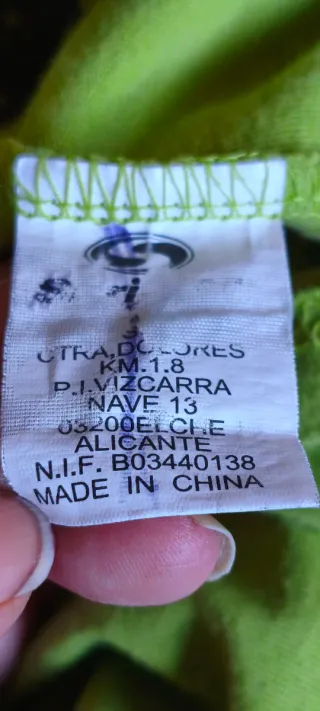 CTRA.DOLORES
KM.1.8
P.I.VIZCARRA
NAVE 13
03200ELCHE
ALICANTE
N.I.F. B03440138
MADE IN CHINA